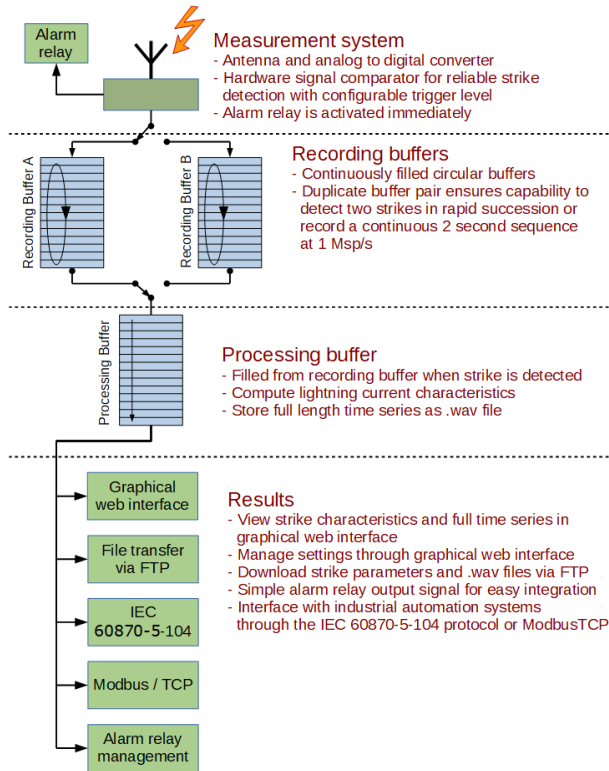 Alarm
relay
Measurement system
- Antenna and analog to digital converter
- Hardware signal comparator for reliable strike
detection with configurable trigger level
- Alarm relay is activated immediately
Recording Buffer A
Recording Buffer B
Recording buffers
- Continuously filled circular buffers
- Duplicate buffer pair ensures capability to
detect two strikes in rapid succession or
record a continuous 2 second sequence
at 1 Msp/s
Processing Buffer
Processing buffer
- Filled from recording buffer when strike is detected
- Compute lightning current characteristics
- Store full length time series as .wav file
Graphical
web interface
File transfer
via FTP
IEC
60870-5-104
Modbus / TCP
Alarm relay
management
Results
- View strike characteristics and full time series in
graphical web interface
- Manage settings through graphical web interface
- Download strike parameters and .wav files via FTP
- Simple alarm relay output signal for easy integration
- Interface with industrial automation systems
through the IEC 60870-5-104 protocol or ModbusTCP